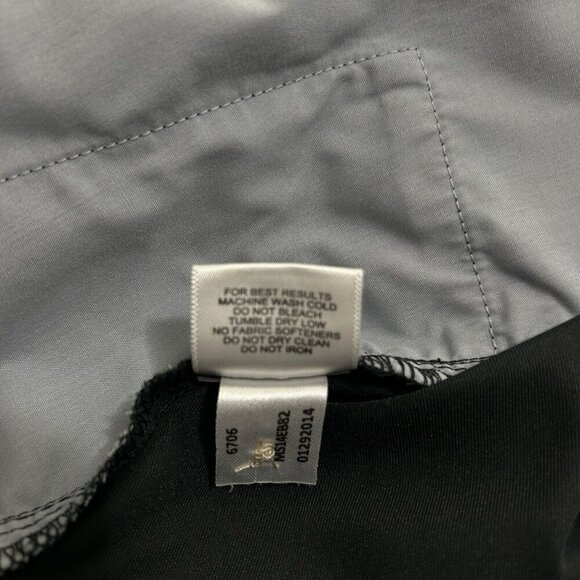 FOR BEST RESULTS
MACHINE WASH COLD
DO NOT BLEACH
TUMBLE DRY LOW
NO FABRIC SOFTENERS
DO NOT DRY CLEAN
DO NOT IRON
6706
MS14EB82
01292014